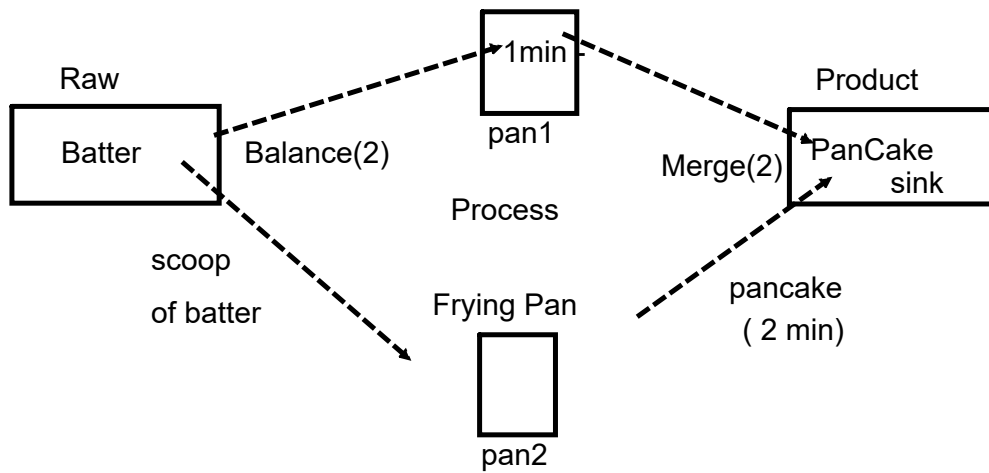 1min
Raw
Product
pan1
Batter
Balance(2)
Merge(2)
PanCake
sink
Process
scoop
of batter
Frying Pan
pancake
( 2 min)
pan2